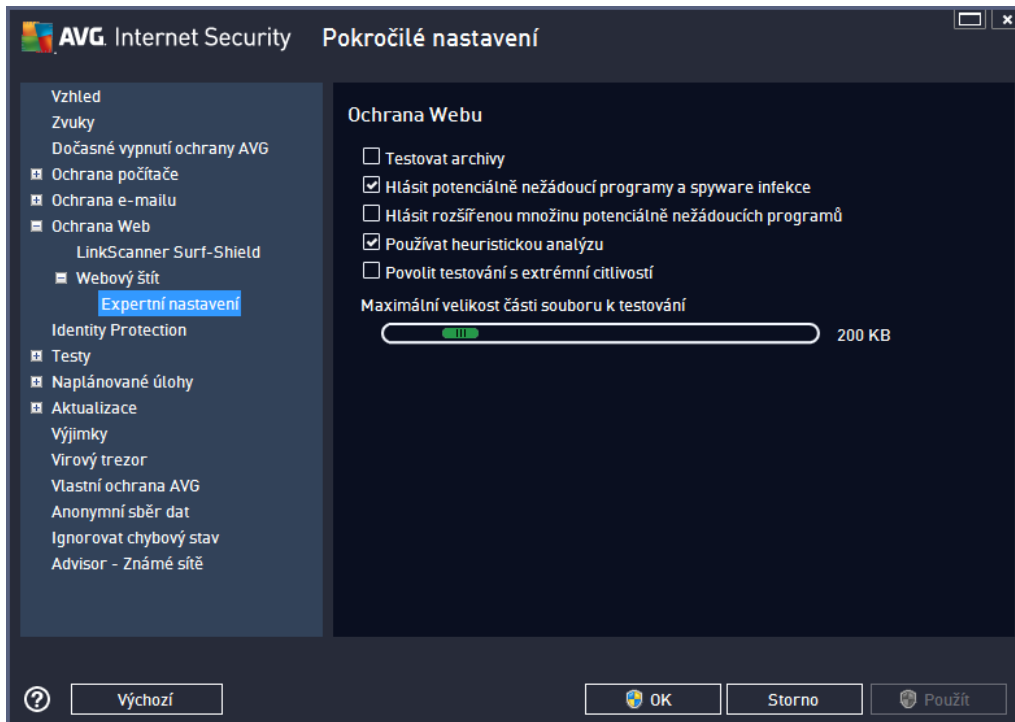 AVG. Internet Security Pokročilé nastavení
Vzhled
Zvuky
Dočasné vypnutí ochrany AVG
Ochrana počítače
Ochrana e-mailu
Ochrana Web
LinkScanner Surf-Shield
Webový štít
Expertní nastavení
Identity Protection
Testy
Naplánované úlohy
Aktualizace
Výjimky
Virový trezor
Vlastní ochrana AVG
Anonymní sběr dat
Ignorovat chybový stav
Advisor - Známé sítě
Ochrana Webu
Testovat archivy
Hlásit potenciálně nežádoucí programy a spyware infekce
Hlásit rozšířenou množinu potenciálně nežádoucích programů
Používat heuristickou analýzu
Povolit testování s extrémní citlivostí
Maximální velikost části souboru k testování
200 KB
? Výchozí OK Storno Použít